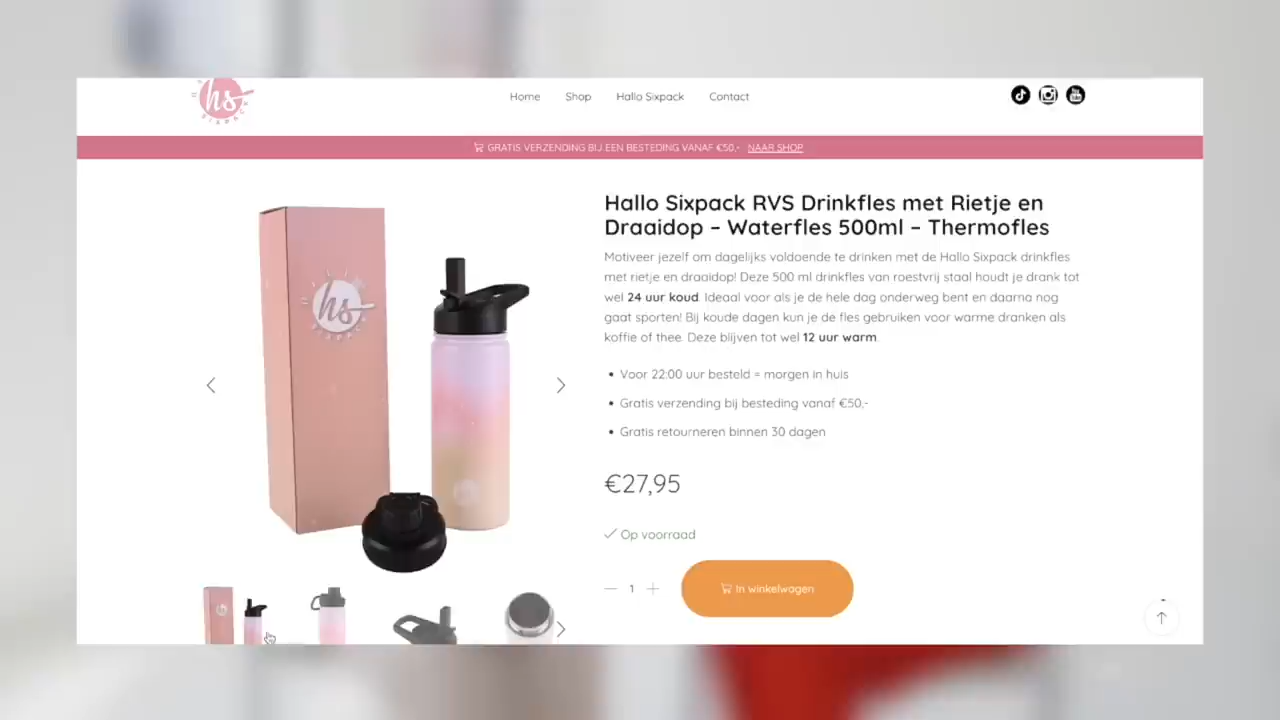 hs
SIXPACK
Home
Shop
Hallo Sixpack
Contact
GRATIS VERZENDING BIJ EEN BESTEDING VANAF €50,- NAAR SHOP
hs
SIXPACK
Hallo Sixpack RVS Drinkfles met Rietje en
Draaidop – Waterfles 500ml – Thermofles
Motiveer jezelf om dagelijks voldoende te drinken met de Hallo Sixpack drinkfles
met rietje en draaidop! Deze 500 ml drinkfles van roestvrij staal houdt je drank tot
wel 24 uur koud. Ideaal voor als je de hele dag onderweg bent en daarna nog
gaat sporten! Bij koude dagen kun je de fles gebruiken voor warme dranken als
koffie of thee. Deze blijven tot wel 12 uur warm.
• Voor 22:00 uur besteld = morgen in huis
• Gratis verzending bij besteding vanaf €50,-
• Gratis retourneren binnen 30 dagen
€27,95
Op voorraad
— 1 +
In winkelwagen